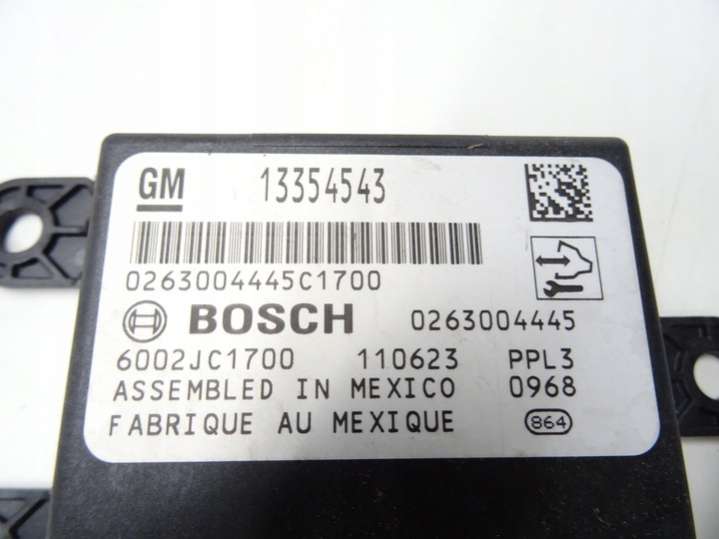 GM 13354543
0263004445C1700
BOSCH 0263004445
6002JC1700 110623 PPL3
ASSEMBLED IN MEXICO 0968
FABRIQUE AU MEXIQUE 864